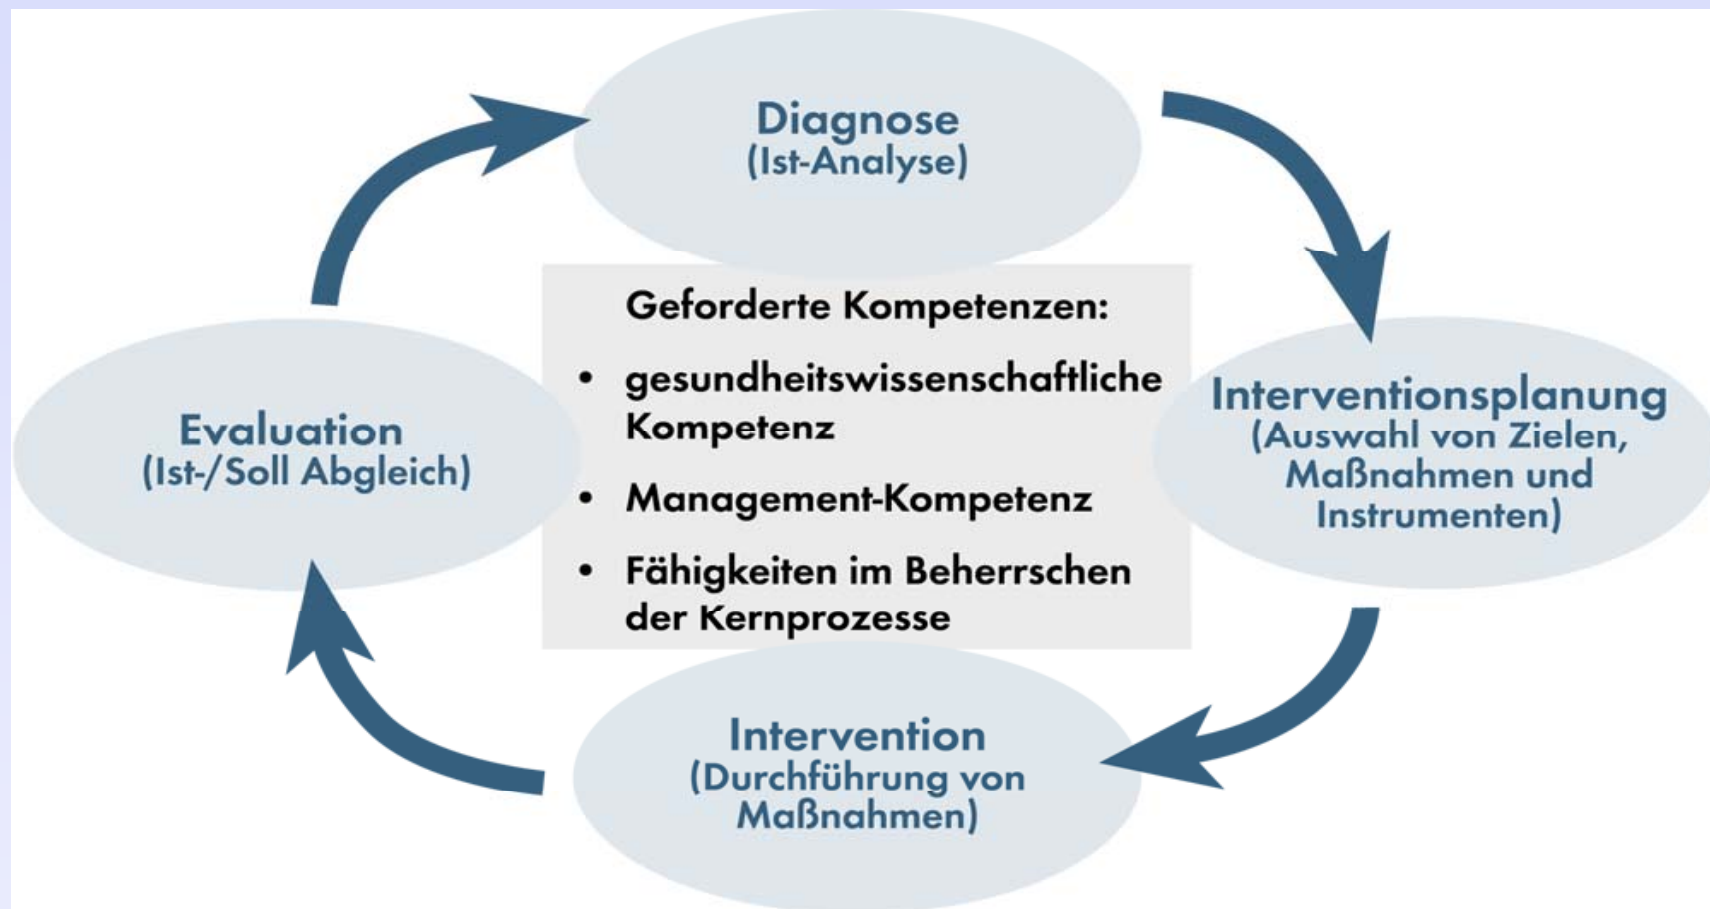 Diagnose
(Ist-Analyse)
Geforderte Kompetenzen:
• gesundheitswissenschaftliche
Kompetenz
• Management-Kompetenz
• Fähigkeiten im Beherrschen
der Kernprozesse
Interventionsplanung
(Auswahl von Zielen,
Maßnahmen und
Instrumenten)
Intervention
(Durchführung von
Maßnahmen)
Evaluation
(Ist-/Soll Abgleich)